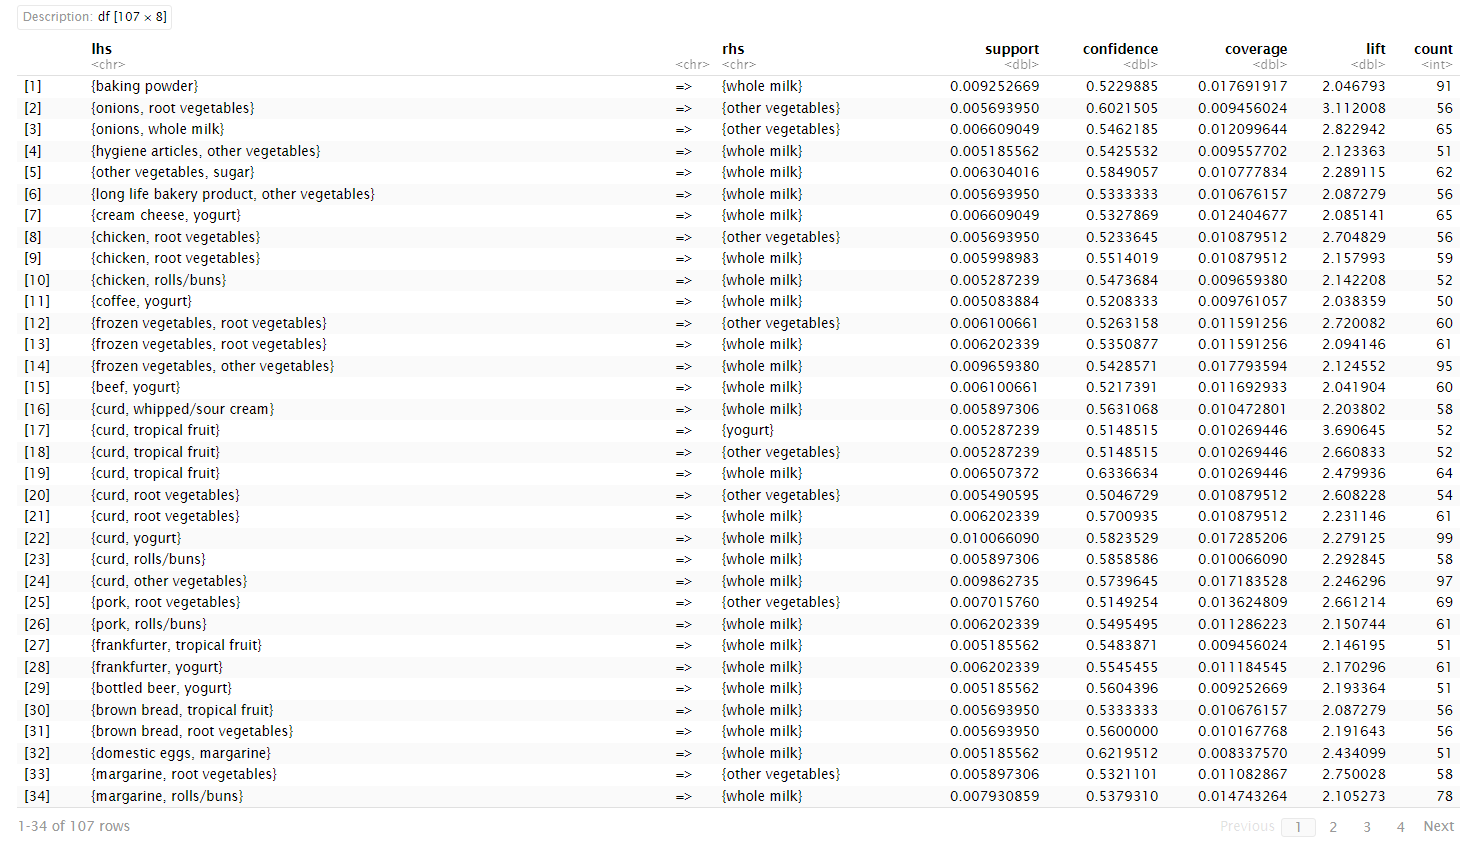 Description: df [107 × 8]
lhs rhs support confidence coverage lift count
<chr> <chr> <chr> <dbl> <dbl> <dbl> <dbl> <int>
[1] {baking powder} => {whole milk} 0.009252669 0.5229885 0.017691917 2.046793 91
[2] {onions, root vegetables} => {other vegetables} 0.005693950 0.6021505 0.009456024 3.112008 56
[3] {onions, whole milk} => {other vegetables} 0.006609049 0.5462185 0.012099644 2.822942 65
[4] {hygiene articles, other vegetables} => {whole milk} 0.005185562 0.5425532 0.009557702 2.123363 51
[5] {other vegetables, sugar} => {whole milk} 0.006304016 0.5849057 0.010777834 2.289115 62
[6] {long life bakery product, other vegetables} => {whole milk} 0.005693950 0.5333333 0.010676157 2.087279 56
[7] {cream cheese, yogurt} => {whole milk} 0.006609049 0.5327869 0.012404677 2.085141 65
[8] {chicken, root vegetables} => {other vegetables} 0.005693950 0.5233645 0.010879512 2.704829 56
[9] {chicken, root vegetables} => {whole milk} 0.005998983 0.5514019 0.010879512 2.157993 59
[10] {chicken, rolls/buns} => {whole milk} 0.005287239 0.5473684 0.009659380 2.142208 52
[11] {coffee, yogurt} => {whole milk} 0.005083884 0.5208333 0.009761057 2.038359 50
[12] {frozen vegetables, root vegetables} => {other vegetables} 0.006100661 0.5263158 0.011591256 2.720082 60
[13] {frozen vegetables, root vegetables} => {whole milk} 0.006202339 0.5350877 0.011591256 2.094146 61
[14] {frozen vegetables, other vegetables} => {whole milk} 0.009659380 0.5428571 0.017793594 2.124552 95
[15] {beef, yogurt} => {whole milk} 0.006100661 0.5217391 0.011692933 2.041904 60
[16] {curd, whipped/sour cream} => {whole milk} 0.005897306 0.5631068 0.010472801 2.203802 58
[17] {curd, tropical fruit} => {yogurt} 0.005287239 0.5148515 0.010269446 3.690645 52
[18] {curd, tropical fruit} => {other vegetables} 0.005287239 0.5148515 0.010269446 2.660833 52
[19] {curd, tropical fruit} => {whole milk} 0.006507372 0.6336634 0.010269446 2.479936 64
[20] {curd, root vegetables} => {other vegetables} 0.005490595 0.5046729 0.010879512 2.608228 54
[21] {curd, root vegetables} => {whole milk} 0.006202339 0.5700935 0.010879512 2.231146 61
[22] {curd, yogurt} => {whole milk} 0.010066090 0.5823529 0.017285206 2.279125 99
[23] {curd, rolls/buns} => {whole milk} 0.005897306 0.5858586 0.010066090 2.292845 58
[24] {curd, other vegetables} => {whole milk} 0.009862735 0.5739645 0.017183528 2.246296 97
[25] {pork, root vegetables} => {other vegetables} 0.007015760 0.5149254 0.013624809 2.661214 69
[26] {pork, rolls/buns} => {whole milk} 0.006202339 0.5495495 0.011286223 2.150744 61
[27] {frankfurter, tropical fruit} => {whole milk} 0.005185562 0.5483871 0.009456024 2.146195 51
[28] {frankfurter, yogurt} => {whole milk} 0.006202339 0.5545455 0.011184545 2.170296 61
[29] {bottled beer, yogurt} => {whole milk} 0.005185562 0.5604396 0.009252669 2.193364 51
[30] {brown bread, tropical fruit} => {whole milk} 0.005693950 0.5333333 0.010676157 2.087279 56
[31] {brown bread, root vegetables} => {whole milk} 0.005693950 0.5600000 0.010167768 2.191643 56
[32] {domestic eggs, margarine} => {whole milk} 0.005185562 0.6219512 0.008337570 2.434099 51
[33] {margarine, root vegetables} => {other vegetables} 0.005897306 0.5321101 0.011082867 2.750028 58
[34] {margarine, rolls/buns} => {whole milk} 0.007930859 0.5379310 0.014743264 2.105273 78
1-34 of 107 rows Previous 1 2 3 4 Next